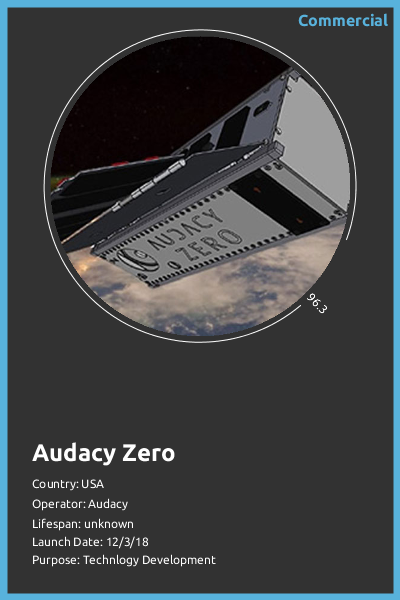 Commercial
AUDACY
ZERO
96.3
Audacy Zero
Country: USA
Operator: Audacy
Lifespan: unknown
Launch Date: 12/3/18
Purpose: Technlogy Development